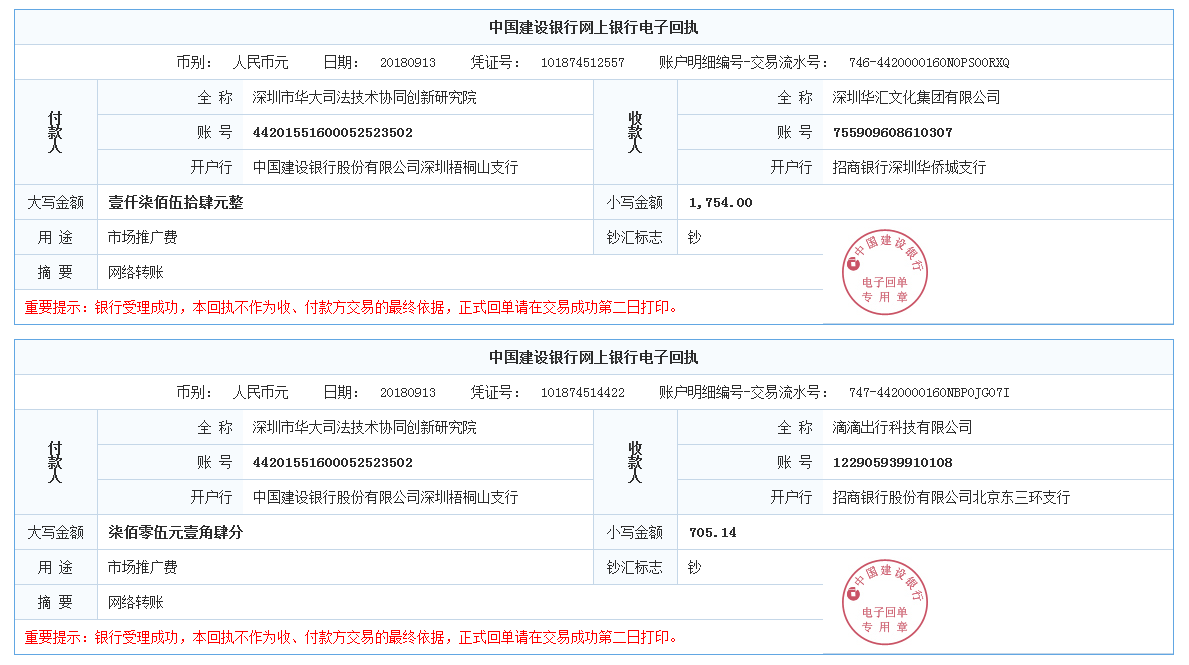 中国建设银行网上银行电子回执
币别： 人民币元 日期： 20180913 凭证号： 101874512557 账户明细编号-交易流水号： 746-4420000160N0PSO0RXQ
付款人 全 称 深圳市华大司法技术协同创新研究院 收款人 全 称 深圳华汇文化集团有限公司
账 号 44201551600052523502 账 号 755909608610307
开户行 中国建设银行股份有限公司深圳梧桐山支行 开户行 招商银行深圳华侨城支行
大写金额 壹仟柒佰伍拾肆元整 小写金额 1,754.00
用 途 市场推广费 钞汇标志 钞
摘 要 网络转账
中国建设银行
电子回单
专用章
重要提示：银行受理成功，本回执不作为收、付款方交易的最终依据，正式回单请在交易成功第二日打印。
中国建设银行网上银行电子回执
币别： 人民币元 日期： 20180913 凭证号： 101874514422 账户明细编号-交易流水号： 747-4420000160NBP0JGO7I
付款人 全 称 深圳市华大司法技术协同创新研究院 收款人 全 称 滴滴出行科技有限公司
账 号 44201551600052523502 账 号 122905939910108
开户行 中国建设银行股份有限公司深圳梧桐山支行 开户行 招商银行股份有限公司北京东三环支行
大写金额 柒佰零伍元壹角肆分 小写金额 705.14
用 途 市场推广费 钞汇标志 钞
摘 要 网络转账
中国建设银行
电子回单
专用章
重要提示：银行受理成功，本回执不作为收、付款方交易的最终依据，正式回单请在交易成功第二日打印。